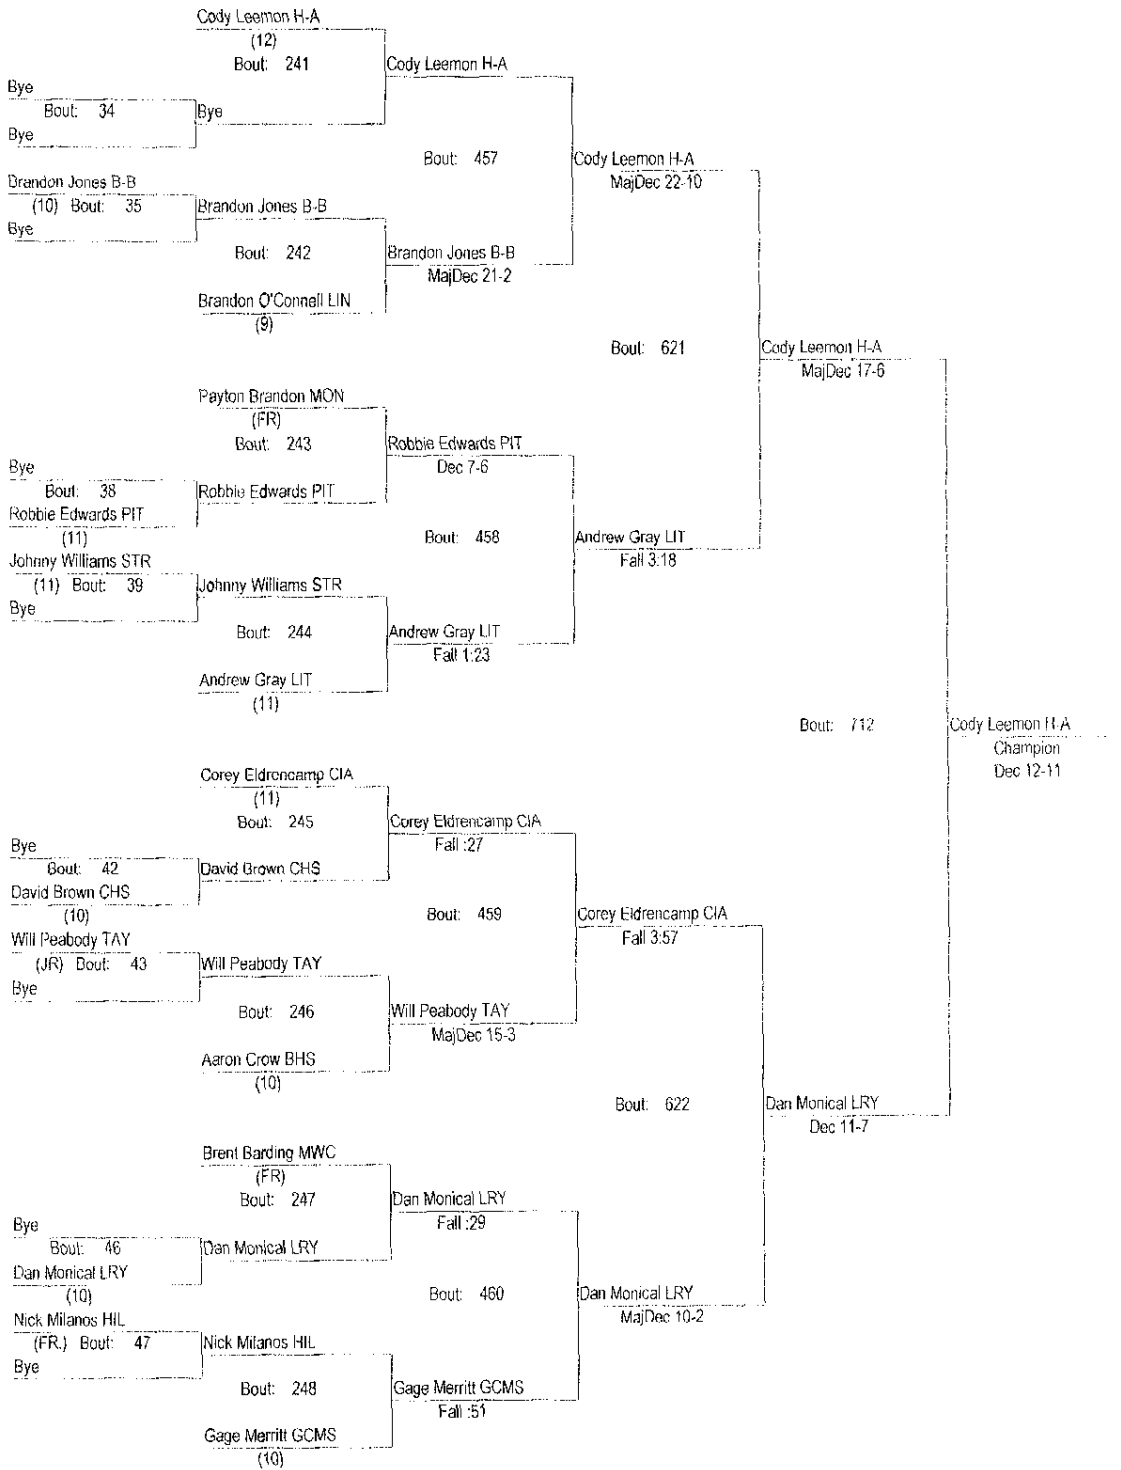 Cody Leemon H-A
(12)
Bout: 241
Cody Leemon H-A
Bye
Bout: 34
Bye
Bye
Bout: 457
Cody Leemon H-A
MajDec 22-10
Brandon Jones B-B
(10) Bout: 35
Brandon Jones B-B
Bye
Bout: 242
Brandon Jones B-B
MajDec 21-2
Brandon O'Connell LIN
(9)
Bout: 621
Cody Leemon H-A
MajDec 17-6
Payton Brandon MON
(FR)
Bout: 243
Robbie Edwards PIT
Dec 7-6
Bye
Bout: 38
Robbie Edwards PIT
Robbie Edwards PIT
(11)
Bout: 458
Andrew Gray LIT
Fall 3:18
Johnny Williams STR
(11) Bout: 39
Johnny Williams STR
Bye
Bout: 244
Andrew Gray LIT
Fall 1:23
Andrew Gray LIT
(11)
Bout: 712
Cody Leemon H-A
Champion
Dec 12-11
Corey Eldrencamp CIA
(11)
Bout: 245
Corey Eldrencamp CIA
Fall :27
Bye
Bout: 42
David Brown CHS
David Brown CHS
(10)
Bout: 459
Corey Eldrencamp CIA
Fall 3:57
Will Peabody TAY
(JR) Bout: 43
Will Peabody TAY
Bye
Bout: 246
Will Peabody TAY
MajDec 15-3
Aaron Crow BHS
(10)
Bout: 622
Dan Monical LRY
Dec 11-7
Brent Barding MWC
(FR)
Bout: 247
Dan Monical LRY
Fall :29
Bye
Bout: 46
Dan Monical LRY
Dan Monical LRY
(10)
Bout: 460
Dan Monical LRY
MajDec 10-2
Nick Milanos HIL
(FR.) Bout: 47
Nick Milanos HIL
Bye
Bout: 248
Gage Merritt GCMS
Fall :51
Gage Merritt GCMS
(10)